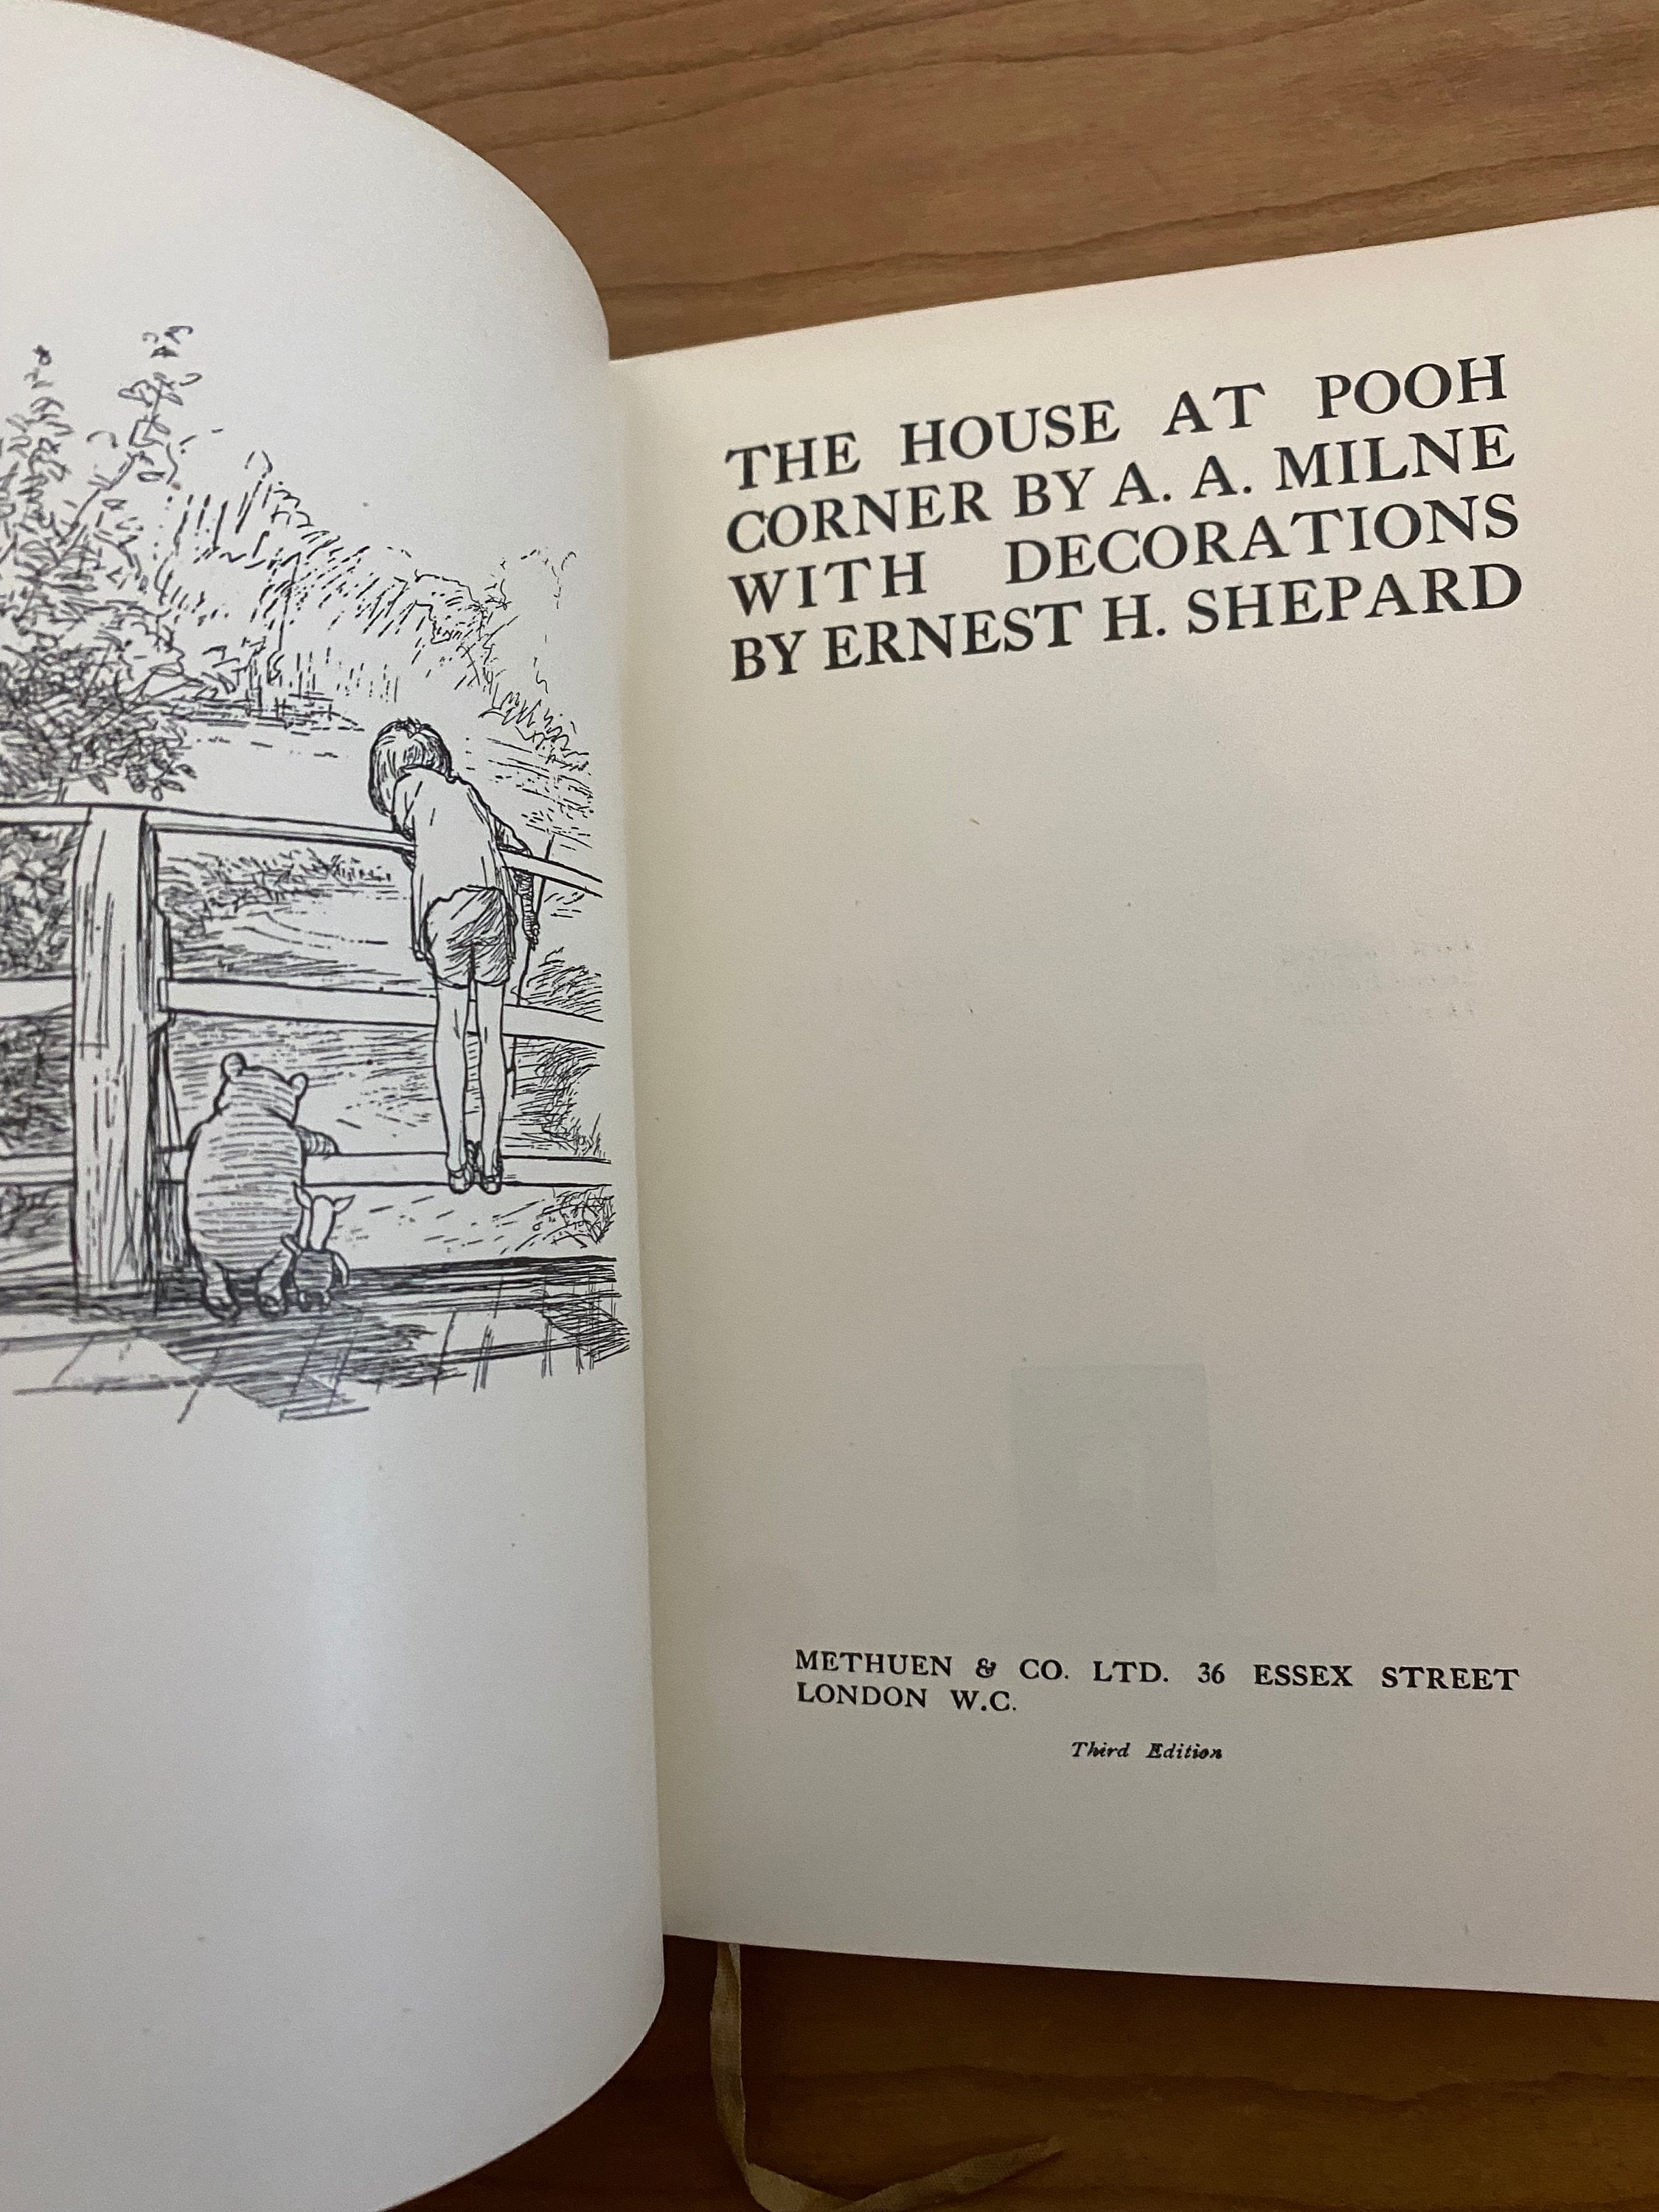 THE HOUSE AT POOH
CORNER BY A. A. MILNE
WITH DECORATIONS
BY ERNEST H. SHEPARD
METHUEN & CO. LTD. 36 ESSEX STREET
LONDON W.C.
Third Edition